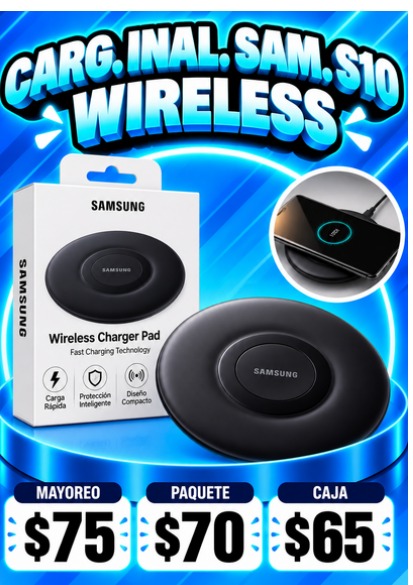 CARG. INAL. SAM. S10
WIRELESS
SAMSUNG
SAMSUNG
SAMSUNG
Wireless Charger Pad
Fast Charging Technology
Carga
Rápida
Protección
Inteligente
Diseño
Compacto
SAMSUNG
MAYOREO
$75
PAQUETE
$70
CAJA
$65